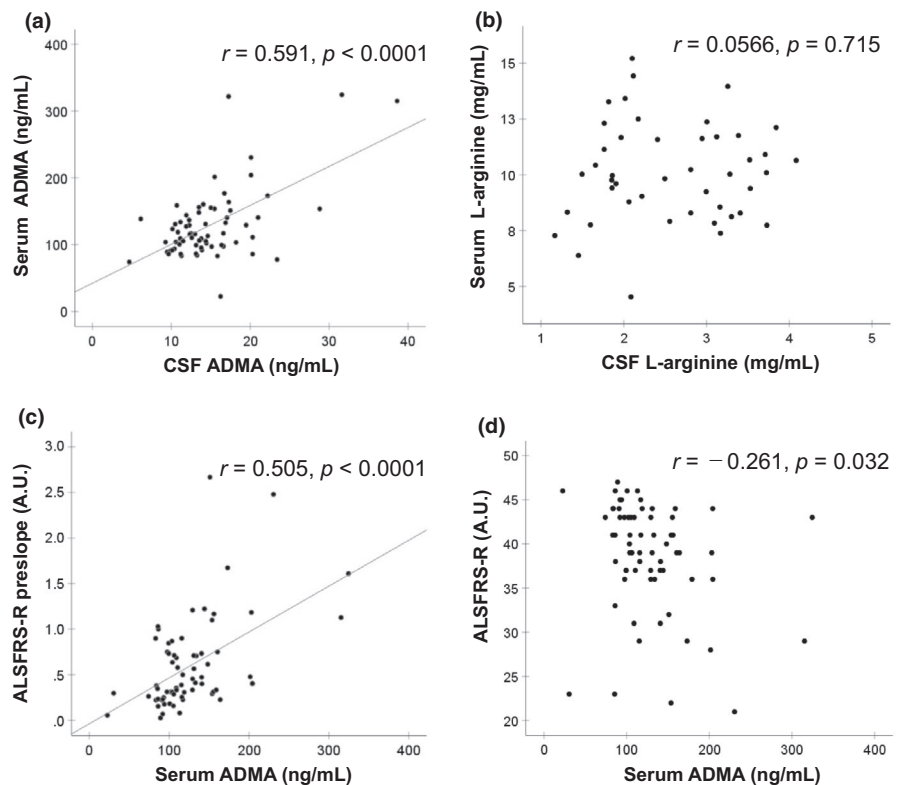 (a)
r = 0.591, p < 0.0001
Serum ADMA (ng/mL)
400
300
200
100
0
0 10 20 30 40
CSF ADMA (ng/mL)
(b)
r = 0.0566, p = 0.715
Serum L-arginine (mg/mL)
15
13
10
8
5
1 2 3 4 5
CSF L-arginine (mg/mL)
(c)
r = 0.505, p < 0.0001
ALSFRS-R preslope (A.U.)
3.0
2.5
2.0
1.5
1.0
.5
.0
0 100 200 300 400
Serum ADMA (ng/mL)
(d)
r = −0.261, p = 0.032
ALSFRS-R (A.U.)
50
45
40
35
30
25
20
0 100 200 300 400
Serum ADMA (ng/mL)